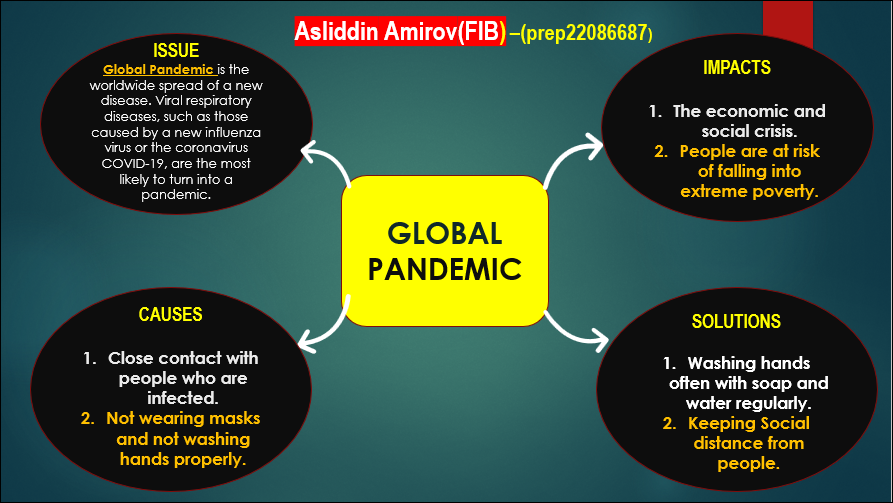 Asliddin Amirov(FIB) –(prep22086687)
ISSUE
Global Pandemic is the
worldwide spread of a new
disease. Viral respiratory
diseases, such as those
caused by a new influenza
virus or the coronavirus
COVID-19, are the most
likely to turn into a
pandemic.
IMPACTS
1. The economic and
social crisis.
2. People are at risk
of falling into
extreme poverty.
GLOBAL
PANDEMIC
CAUSES
1. Close contact with
people who are
infected.
2. Not wearing masks
and not washing
hands properly.
SOLUTIONS
1. Washing hands
often with soap and
water regularly.
2. Keeping Social
distance from
people.